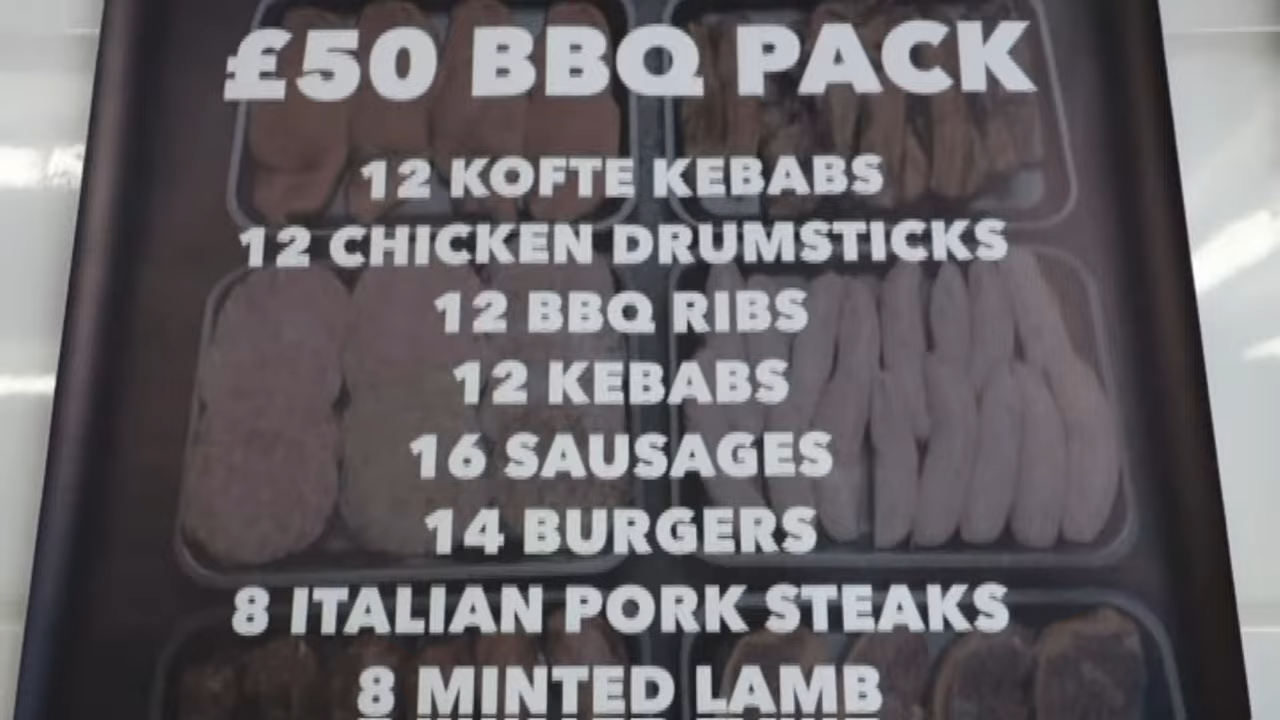 £50 BBQ PACK
12 KOFTE KEBABS
12 CHICKEN DRUMSTICKS
12 BBQ RIBS
12 KEBABS
16 SAUSAGES
14 BURGERS
8 ITALIAN PORK STEAKS
8 MINTED LAMB